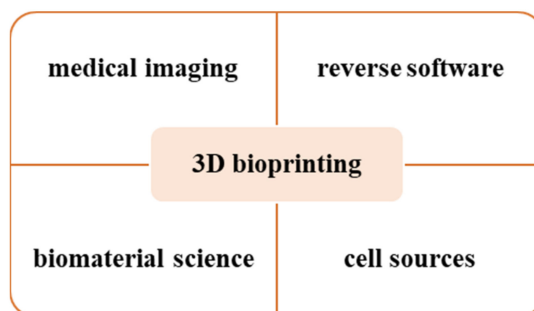 medical imaging
reverse software
3D bioprinting
biomaterial science
cell sources